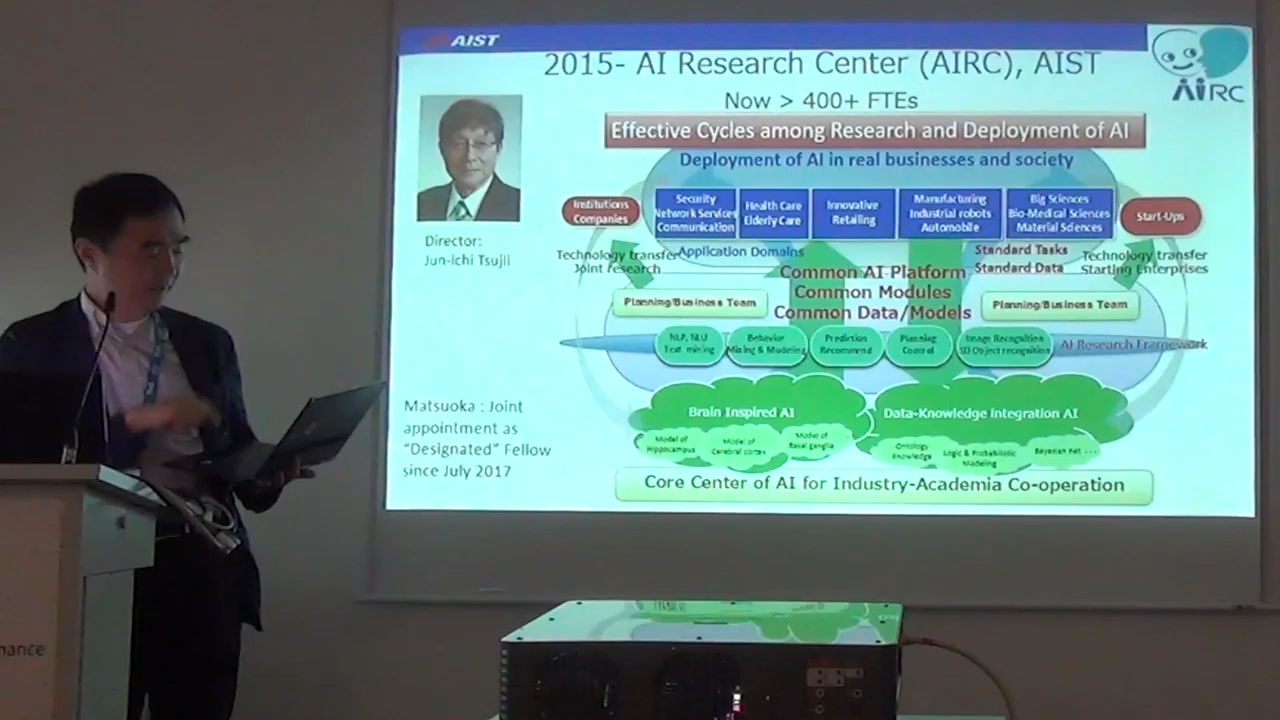 AIST
2015- AI Research Center (AIRC), AIST
AIRC
Now > 400+ FTEs
Effective Cycles among Research and Deployment of AI
Deployment of AI in real businesses and society
Institutions
Companies
Security
Network Services
Communication
Health Care
Elderly Care
Innovative
Retailing
Manufacturing
Industrial robots
Automobile
Big Sciences
Bio-Medical Sciences
Material Sciences
Start-Ups
Director:
Jun-ichi Tsujii
Technology transfer
Joint research
Application Domains
Standard Tasks
Standard Data
Technology transfer
Starting Enterprises
Common AI Platform
Common Modules
Common Data/Models
Planning/Business Team
Planning/Business Team
NLP, NLU
Text mining
Behavior
Mining & Modeling
Prediction
Recommend
Planning
Control
Image Recognition
3D Object recognition
AI Research Framework
Matsuoka : Joint
appointment as
“Designated” Fellow
since July 2017
Brain Inspired AI
Data-Knowledge integration AI
Model of
Hippocampus
Model of
Cerebral cortex
Model of
Basal ganglia
Ontology
Knowledge
Logic & Probabilistic
Modeling
Bayesian net ...
Core Center of AI for Industry-Academia Co-operation
mance